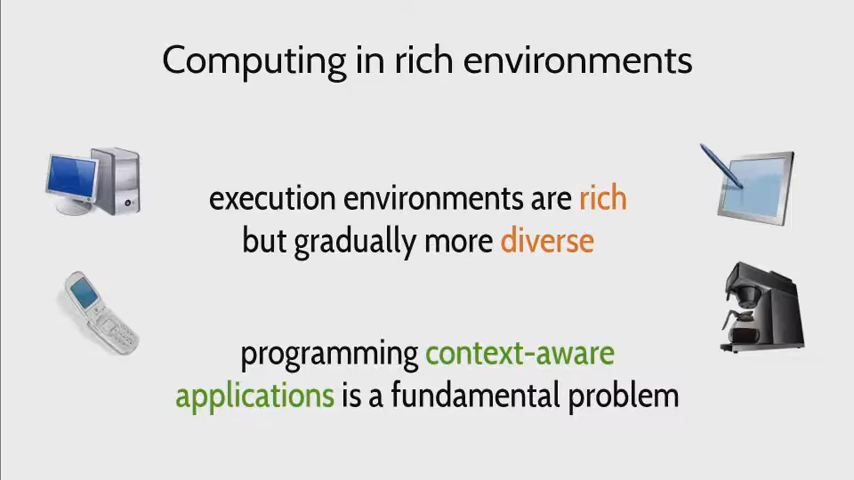 Computing in rich environments
execution environments are rich
but gradually more diverse
programming context-aware
applications is a fundamental problem